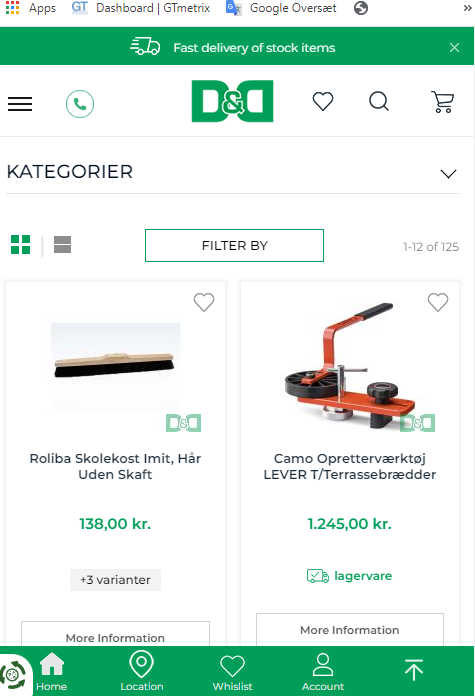 Apps
GT Dashboard | GTmetrix
Google Oversæt
»
Fast delivery of stock items
D&D
KATEGORIER
FILTER BY
1-12 of 125
D&D
D&D
Roliba Skolekost Imit, Hår
Uden Skaft
Camo Opretterværktøj
LEVER T/Terrassebrædder
138,00 kr.
1.245,00 kr.
+3 varianter
lagervare
More Information
More Information
Home
Location
Whislist
Account